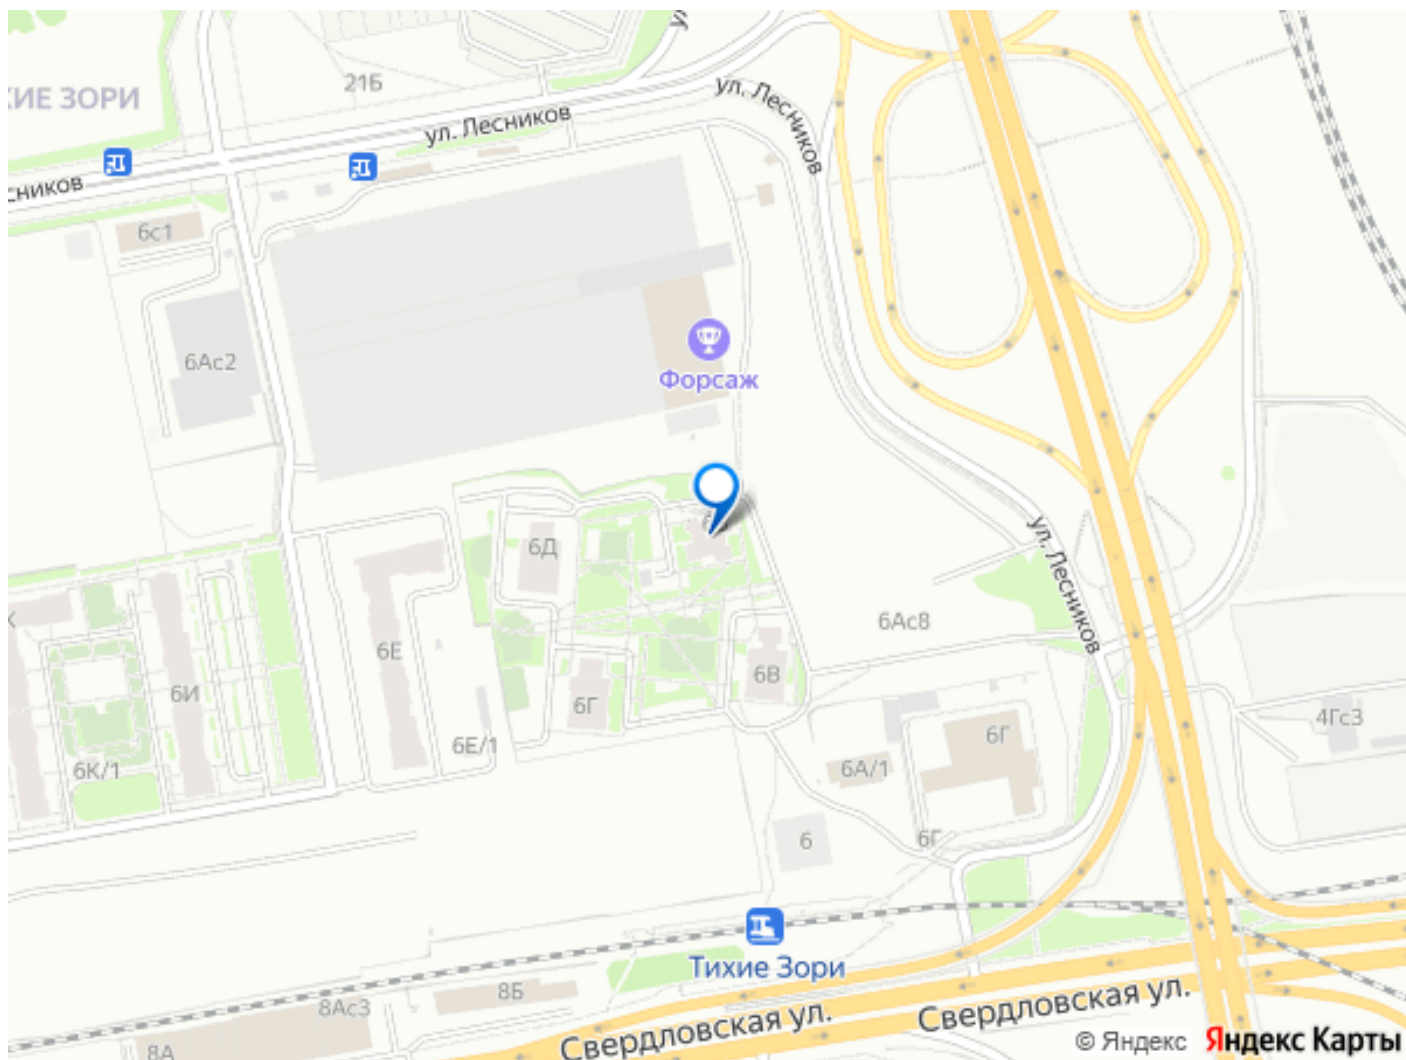 21Б
КИЕ ЗОРИ
ул. Лесников
ул. Лесников
сников
6с1
6Ас2
Форсаж
6Д
ул. Лесников
6Ас8
6Е
6В
6И
6Г
4Гс3
6Г
6Е/1
6К/1
6А/1
6
6Г
Тихие Зори
8Б
8Ас3
Свердловская ул.
Свердловская ул.
8А
© Яндекс Яндекс Карты